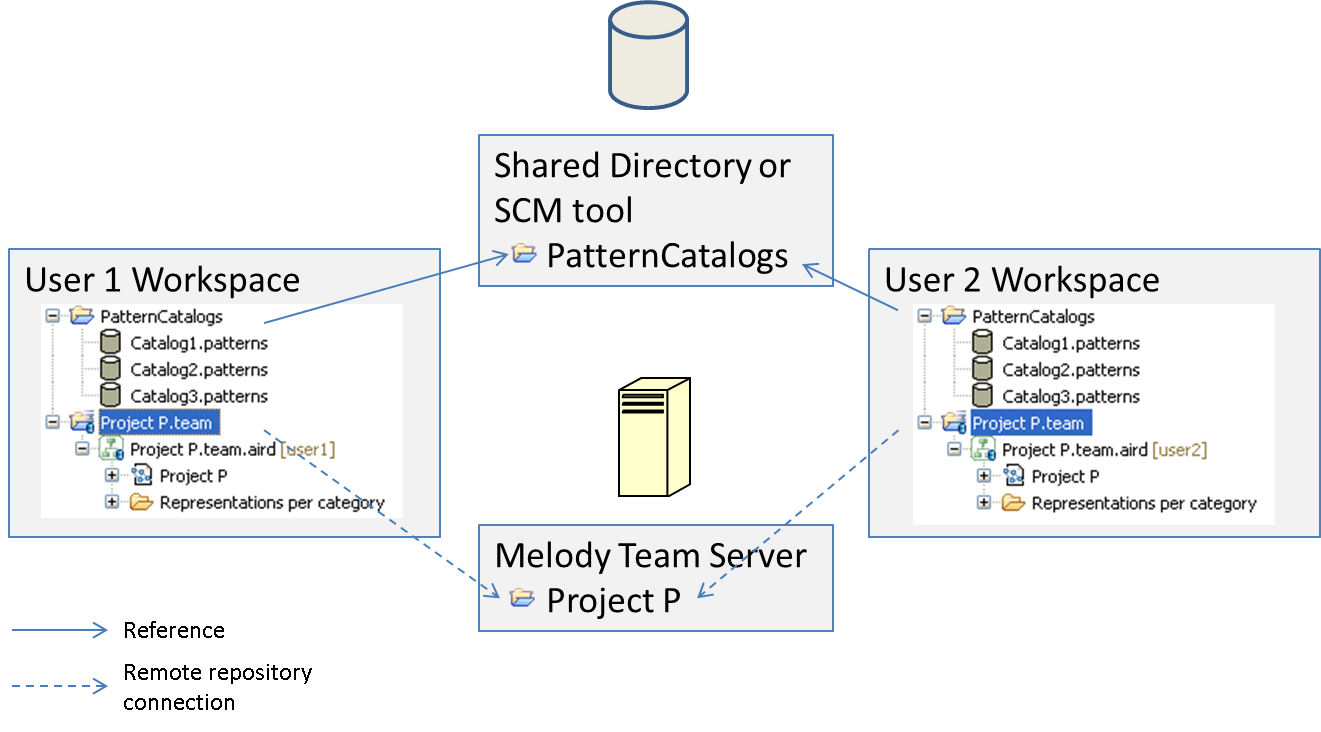 Shared Directory or
SCM tool
PatternCatalogs
User 1 Workspace
PatternCatalogs
Catalog1.patterns
Catalog2.patterns
Catalog3.patterns
Project P.team
Project P.team.aird [user1]
Project P
Representations per category
User 2 Workspace
PatternCatalogs
Catalog1.patterns
Catalog2.patterns
Catalog3.patterns
Project P.team
Project P.team.aird [user2]
Project P
Representations per category
Melody Team Server
Project P
Reference
Remote repository
connection